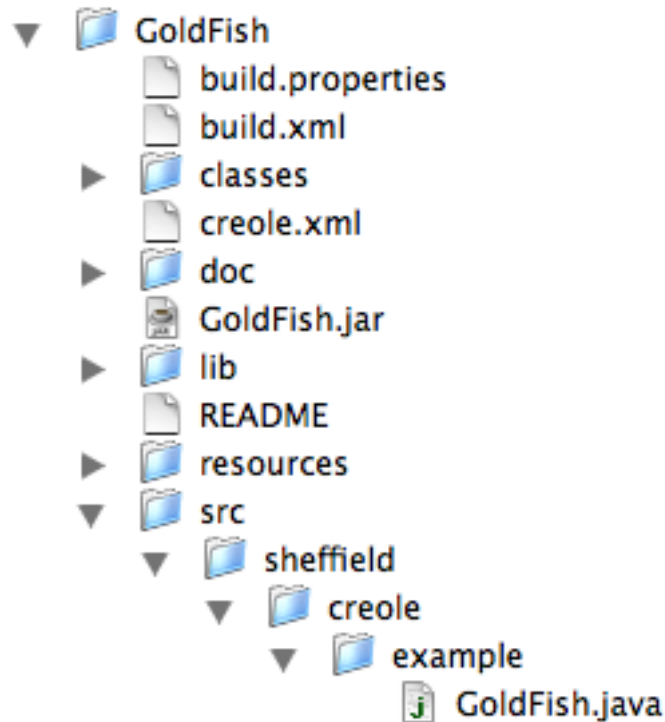 GoldFish
build.properties
build.xml
classes
creole.xml
doc
GoldFish.jar
lib
README
resources
src
sheffield
creole
example
GoldFish.java